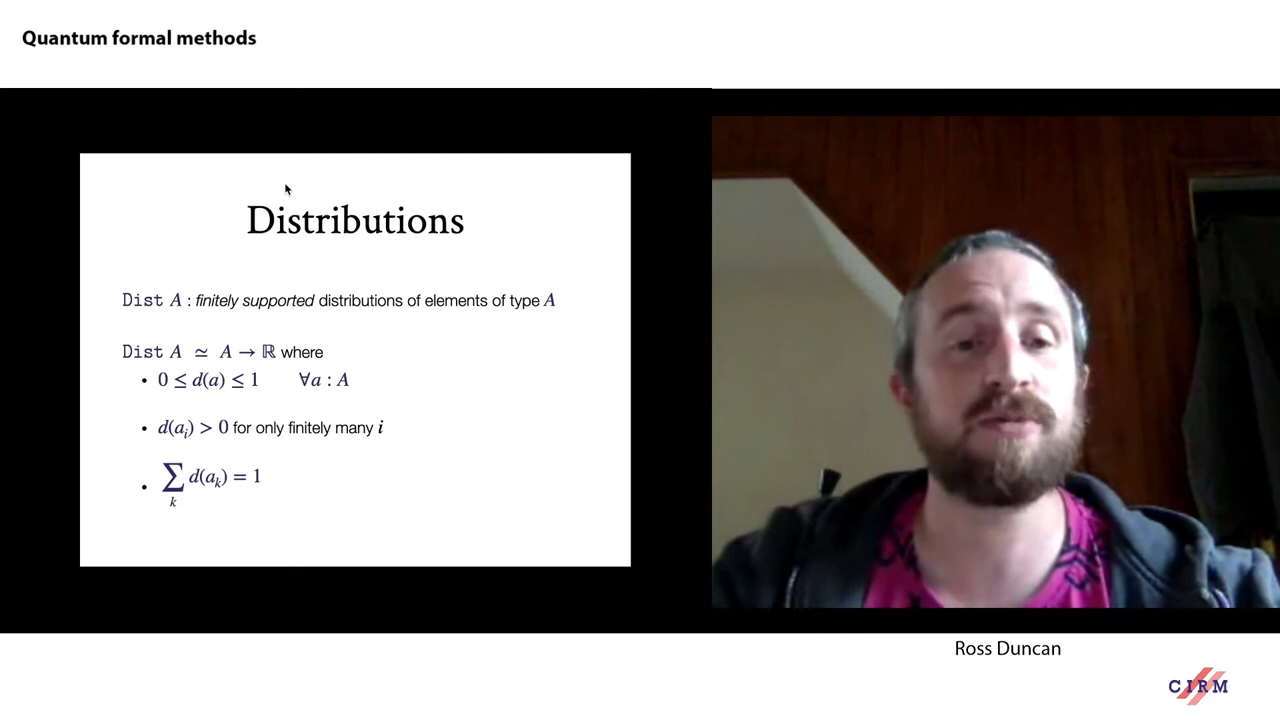 Quantum formal methods
Distributions
Dist A : finitely supported distributions of elements of type A
Dist A ≃ A → ℝ where
• 0 ≤ d(a) ≤ 1 ∀a : A
• d(aᵢ) > 0 for only finitely many i
• ∑ₖ d(aₖ) = 1
Ross Duncan
CIRM